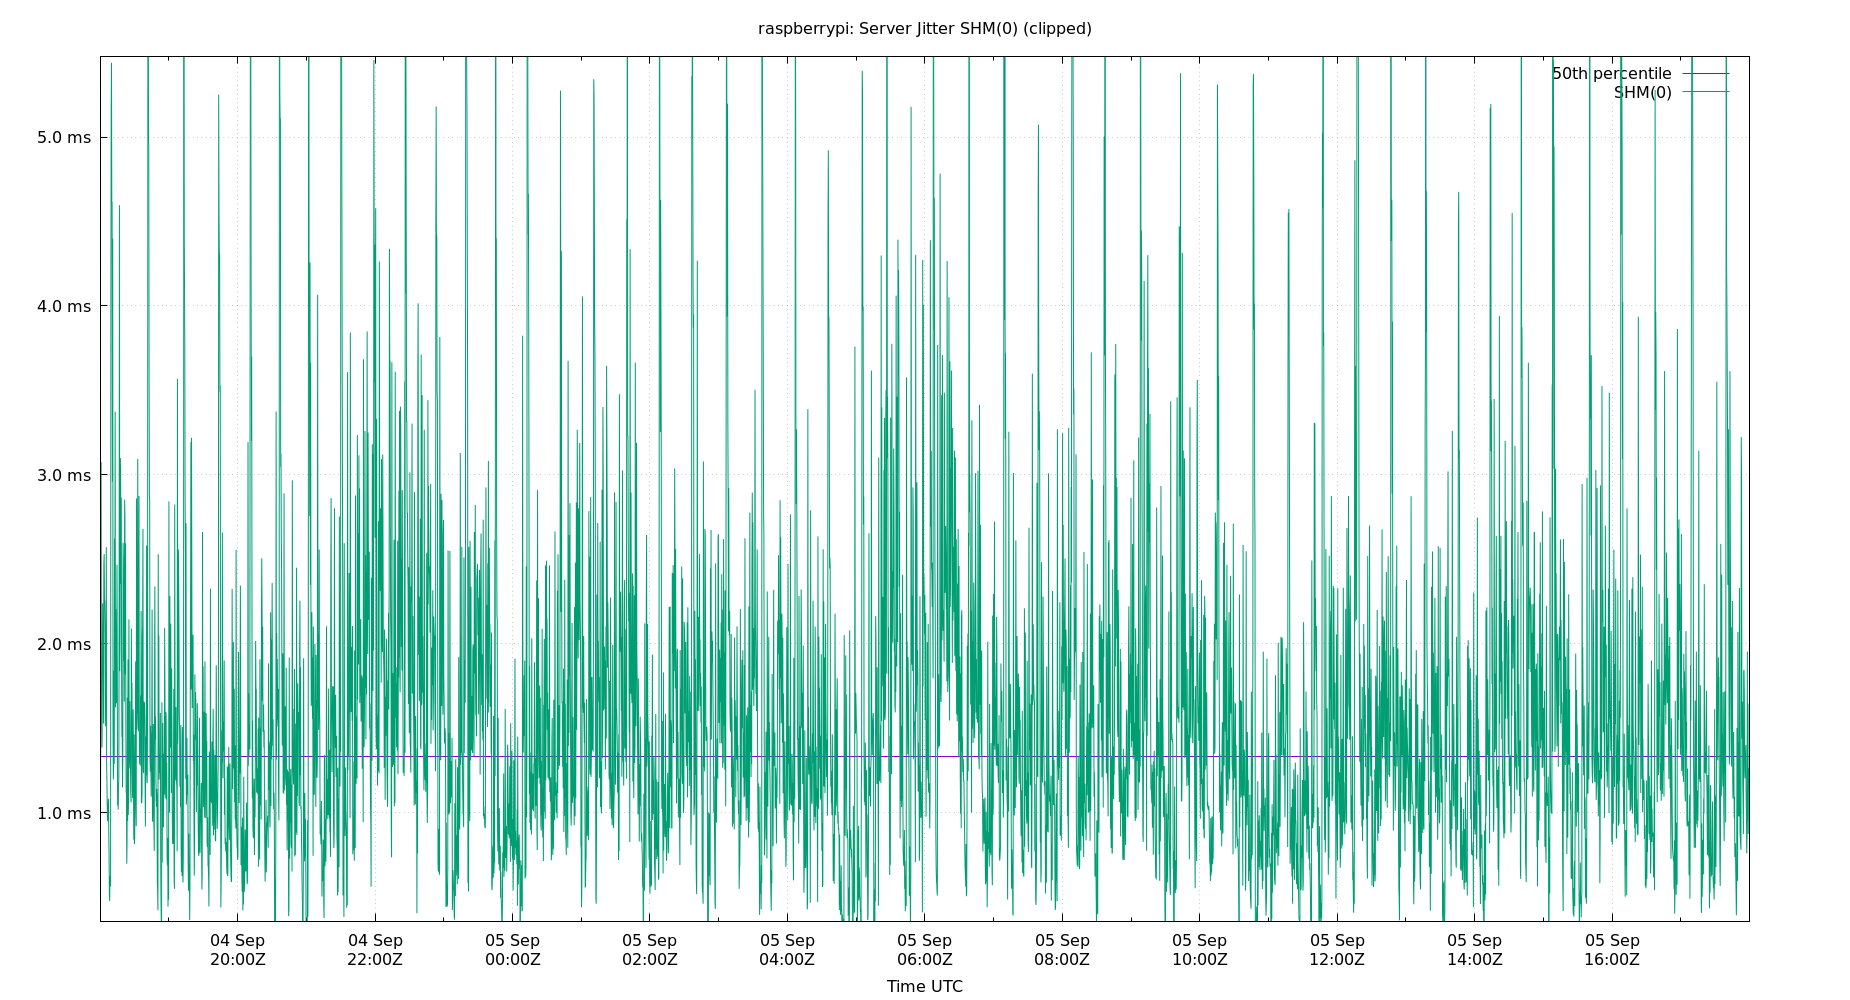 raspberrypi: Server Jitter SHM(0) (clipped)
50th percentile
SHM(0)
5.0 ms
4.0 ms
3.0 ms
2.0 ms
1.0 ms
04 Sep 04 Sep 05 Sep 05 Sep 05 Sep 05 Sep 05 Sep 05 Sep 05 Sep 05 Sep 05 Sep
20:00Z 22:00Z 00:00Z 02:00Z 04:00Z 06:00Z 08:00Z 10:00Z 12:00Z 14:00Z 16:00Z
Time UTC